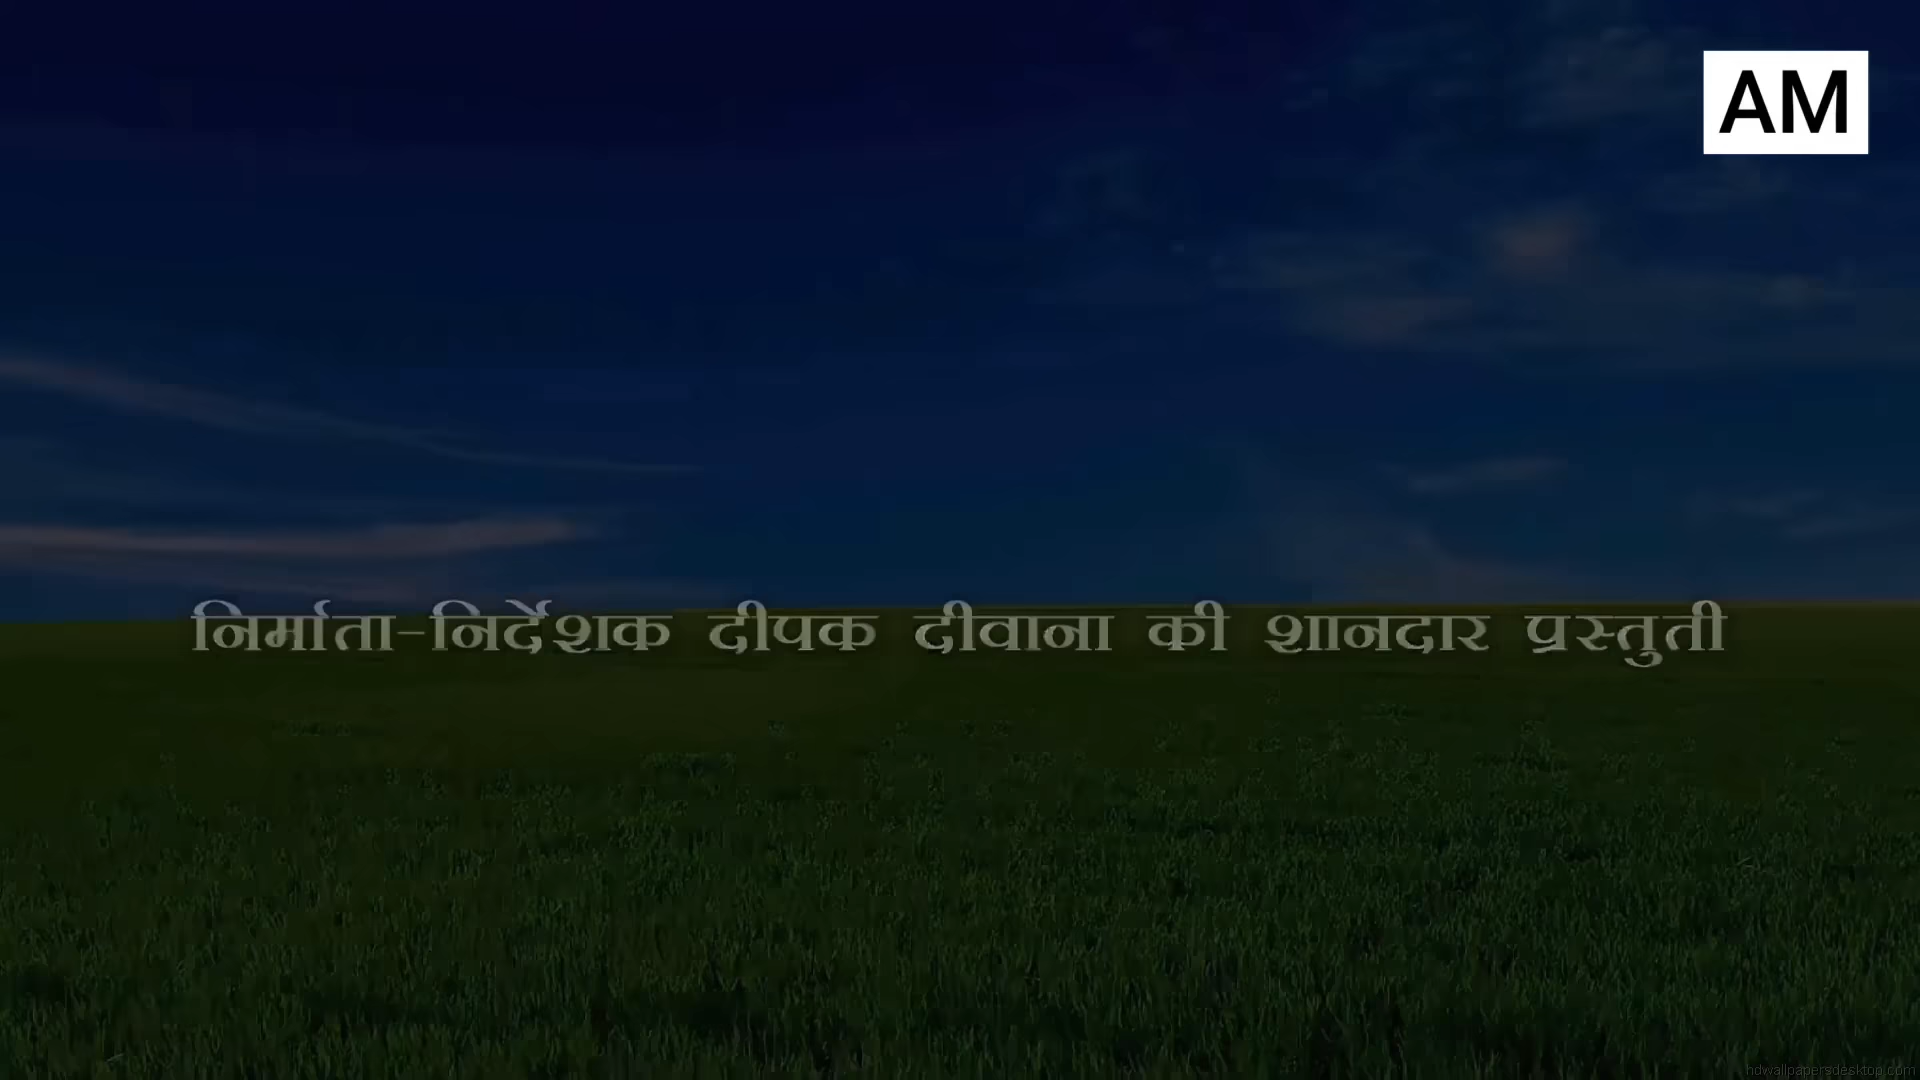 AM
निर्माता-निर्देशक दीपक दीवाना की शानदार प्रस्तुती
hdwallpapersdesktop.com